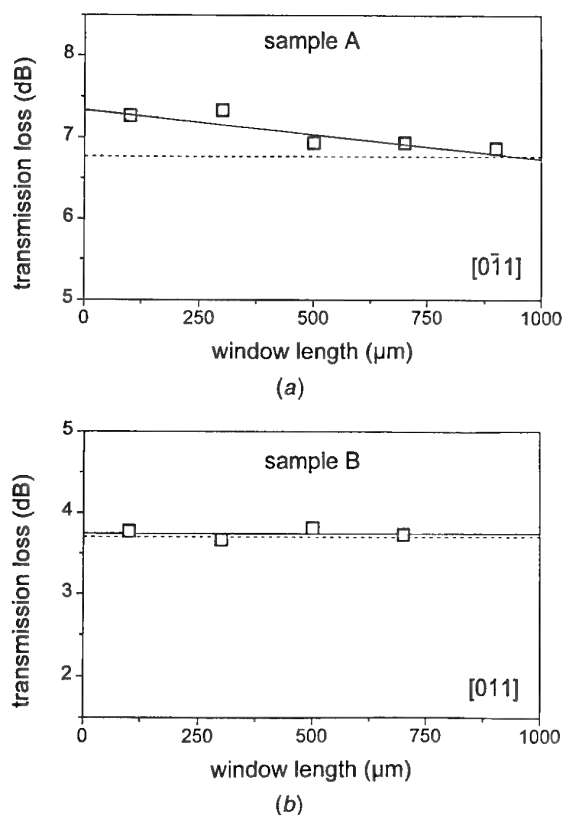 8
sample A
7
6
5
transmission loss (dB)
[01̄1]
0 250 500 750 1000
window length (µm)
(a)
5
sample B
4
3
2
transmission loss (dB)
[011]
0 250 500 750 1000
window length (µm)
(b)